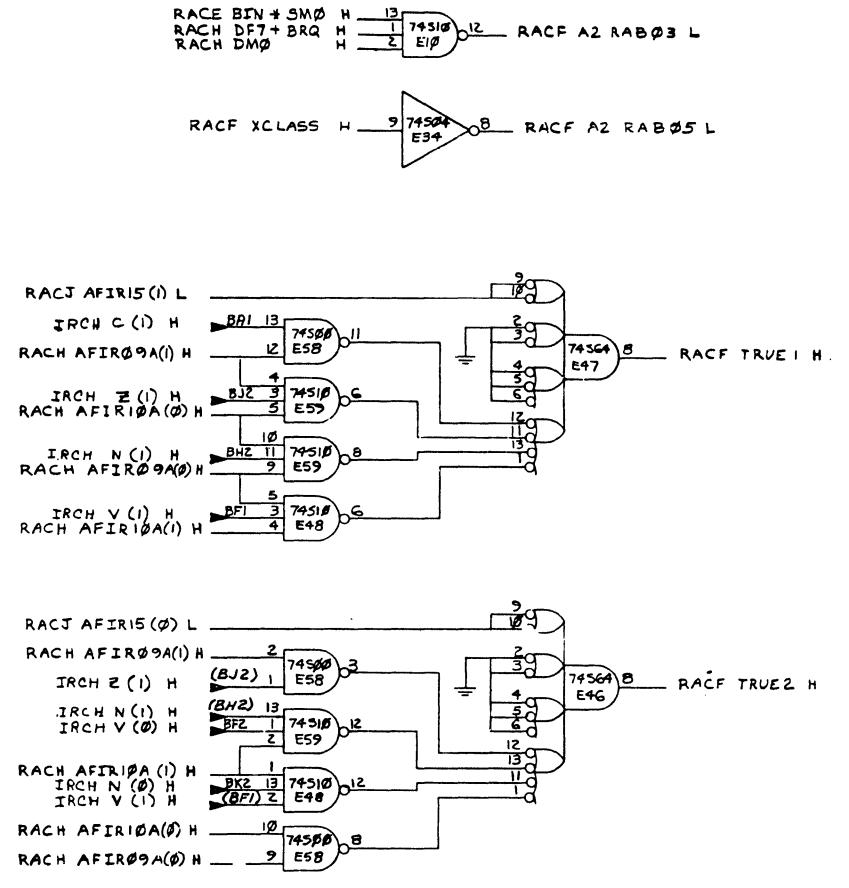 RACE BIN * SMØ H 13
RACH DF7+ BRQ H 1 74S1Ø 12 RACF A2 RABØ3 L
RACH DMØ H 2 E1Ø
RACF XCLASS H 9 74SØ4 8 RACF A2 RABØ5 L
E34
RACJ AFIR15(1) L 9
10
IRCH C (1) H BA1 13 74SØØ 11 2
RACH AFIRØ9A(1) H 12 E58 3
74S64 8 RACF TRUE1 H
E47
4 4
IRCH Z (1) H BJ2 3 74S1Ø 6 5
RACH AFIR1ØA(0) H 5 E59 6
12
10 11
IRCH N (1) H BH2 11 74S1Ø 8 13
RACH AFIRØ9A(Ø) H 9 E59 1
5
IRCH V (1) H BF1 3 74S1Ø 6
RACH AFIR1ØA(1) H 4 E48
RACJ AFIR15 (Ø) L 9
10
RACH AFIRØ9A(1) H 2 74SØØ 3 2
IRCH Z (1) H (BJ2) 1 E58 3
74S64 8 RACF TRUE2 H
E46
IRCH N(1) H (BH2) 13 4
IRCH V (Ø) H BF2 1 74S1Ø 12 5
2 E59 6
12
RACH AFIR1ØA (1) H 1 13
IRCH N (Ø) H BK2 13 74S1Ø 12 11
IRCH V (1) H (BF1) 2 E48 1
RACH AFIR1ØA(Ø) H 10 74SØØ 8
RACH AFIRØ9A(Ø) H 9 E58